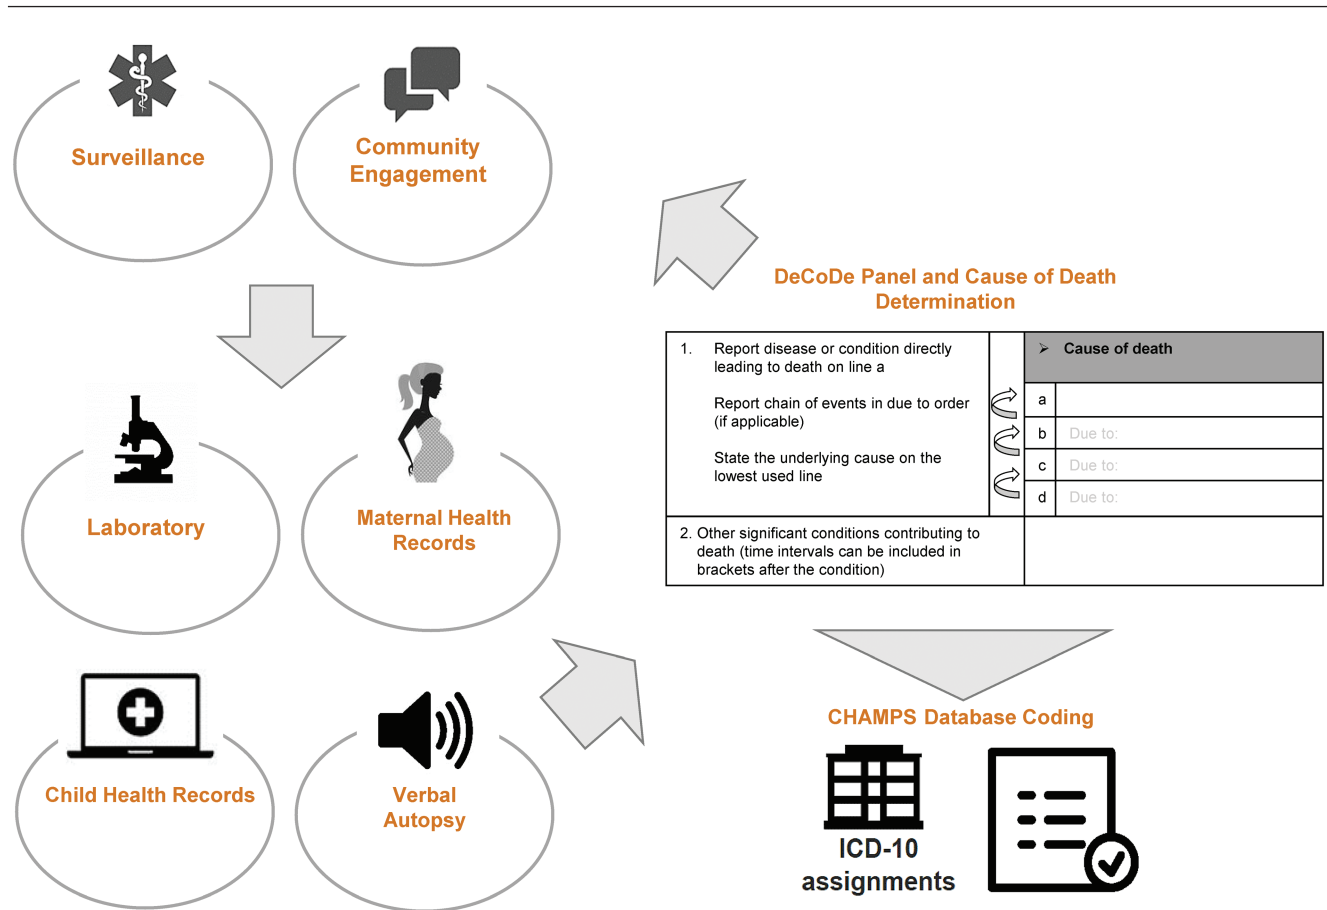 Surveillance
Community
Engagement
Laboratory
Maternal Health
Records
Child Health Records
Verbal
Autopsy
DeCoDe Panel and Cause of Death
Determination
1. Report disease or condition directly
leading to death on line a
Report chain of events in due to order
(if applicable)
State the underlying cause on the
lowest used line
➢ Cause of death
a
b Due to:
c Due to:
d Due to:
2. Other significant conditions contributing to
death (time intervals can be included in
brackets after the condition)
CHAMPS Database Coding
ICD-10
assignments